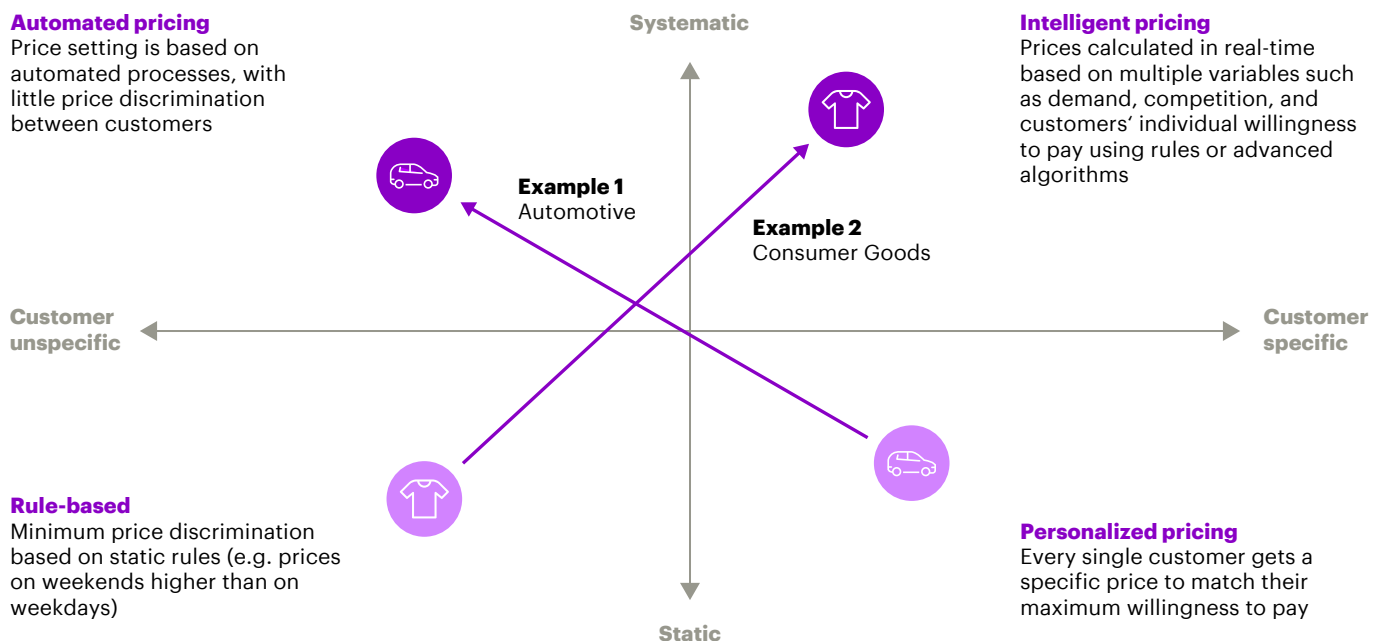 Automated pricing
Price setting is based on
automated processes, with
little price discrimination
between customers
Systematic
Intelligent pricing
Prices calculated in real-time
based on multiple variables such
as demand, competition, and
customers‘ individual willingness
to pay using rules or advanced
algorithms
Example 1
Automotive
Example 2
Consumer Goods
Customer
unspecific
Customer
specific
Rule-based
Minimum price discrimination
based on static rules (e.g. prices
on weekends higher than on
weekdays)
Personalized pricing
Every single customer gets a
specific price to match their
maximum willingness to pay
Static